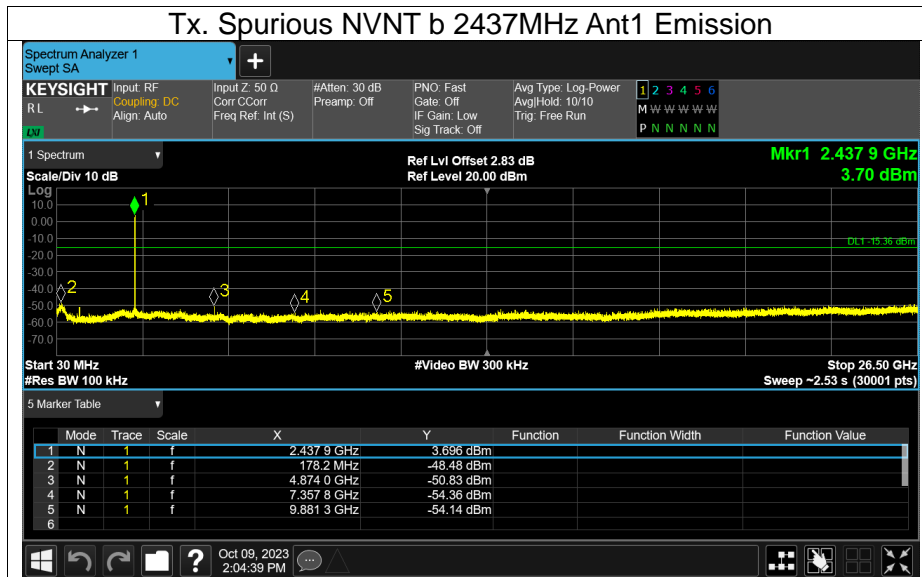 Tx. Spurious NVNT b 2437MHz Ant1 Emission
Spectrum Analyzer 1
Swept SA
+
KEYSIGHT
RL
LXI
Input: RF
Coupling: DC
Align: Auto
Input Z: 50 Ω
Corr CCorr
Freq Ref: Int (S)
#Atten: 30 dB
Preamp: Off
PNO: Fast
Gate: Off
IF Gain: Low
Sig Track: Off
Avg Type: Log-Power
Avg|Hold: 10/10
Trig: Free Run
1 2 3 4 5 6
M W W W W W
P N N N N N
1 Spectrum
Scale/Div 10 dB
Ref Lvl Offset 2.83 dB
Ref Level 20.00 dBm
Mkr1 2.437 9 GHz
3.70 dBm
Log
10.0
0.00
-10.0
-20.0
-30.0
-40.0
-50.0
-60.0
-70.0
1
2
3
4
5
DL1 -15.36 dBm
Start 30 MHz
#Res BW 100 kHz
#Video BW 300 kHz
Stop 26.50 GHz
Sweep ~2.53 s (30001 pts)
5 Marker Table
Mode Trace Scale X Y Function Function Width Function Value
1 N 1 f 2.437 9 GHz 3.696 dBm
2 N 1 f 178.2 MHz -48.48 dBm
3 N 1 f 4.874 0 GHz -50.83 dBm
4 N 1 f 7.357 8 GHz -54.36 dBm
5 N 1 f 9.881 3 GHz -54.14 dBm
6
?
Oct 09, 2023
2:04:39 PM